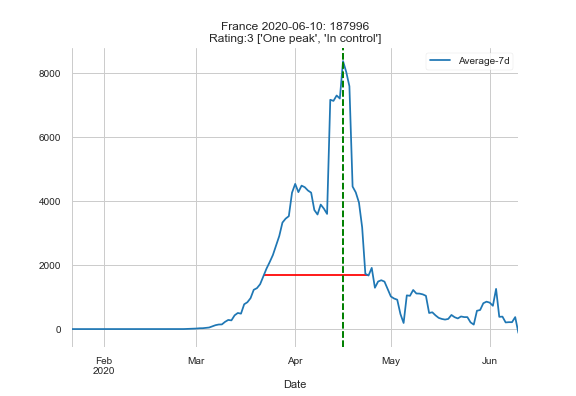 France 2020-06-10: 187996
Rating:3 ['One peak', 'In control']
Average-7d
8000
6000
4000
2000
0
Feb
2020
Mar
Apr
May
Jun
Date